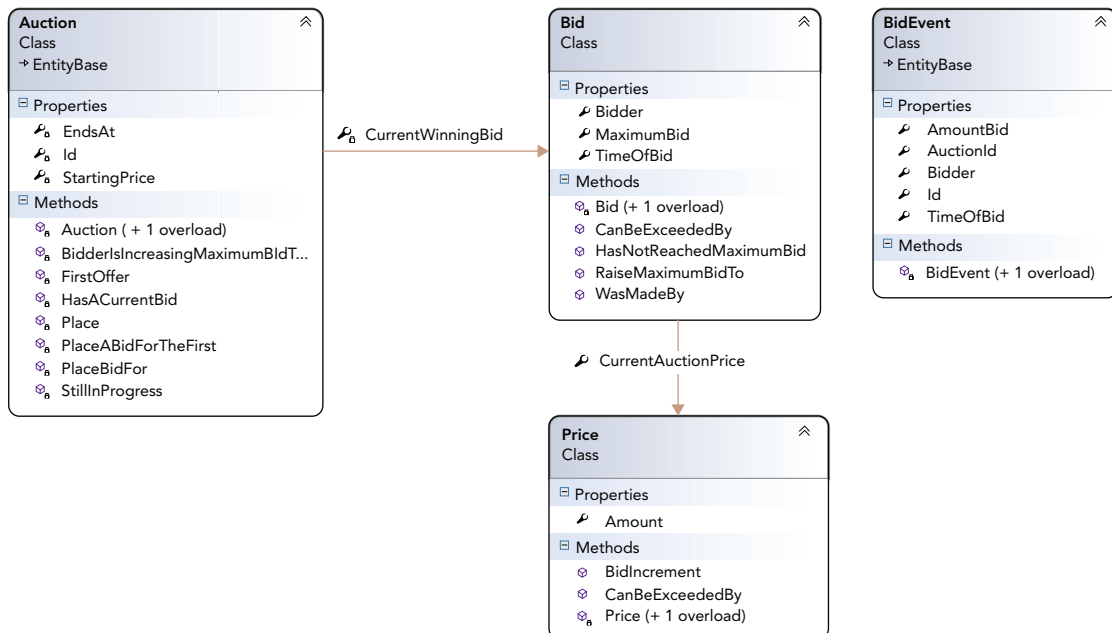 Auction
Class
EntityBase
Properties
EndsAt
Id
StartingPrice
Methods
Auction ( + 1 overload)
BidderIsIncreasingMaximumBIdT...
FirstOffer
HasACurrentBid
Place
PlaceABidForTheFirst
PlaceBidFor
StillInProgress
CurrentWinningBid
Bid
Class
Properties
Bidder
MaximumBid
TimeOfBid
Methods
Bid (+ 1 overload)
CanBeExceededBy
HasNotReachedMaximumBid
RaiseMaximumBidTo
WasMadeBy
CurrentAuctionPrice
Price
Class
Properties
Amount
Methods
BidIncrement
CanBeExceededBy
Price (+ 1 overload)
BidEvent
Class
EntityBase
Properties
AmountBid
AuctionId
Bidder
Id
TimeOfBid
Methods
BidEvent (+ 1 overload)